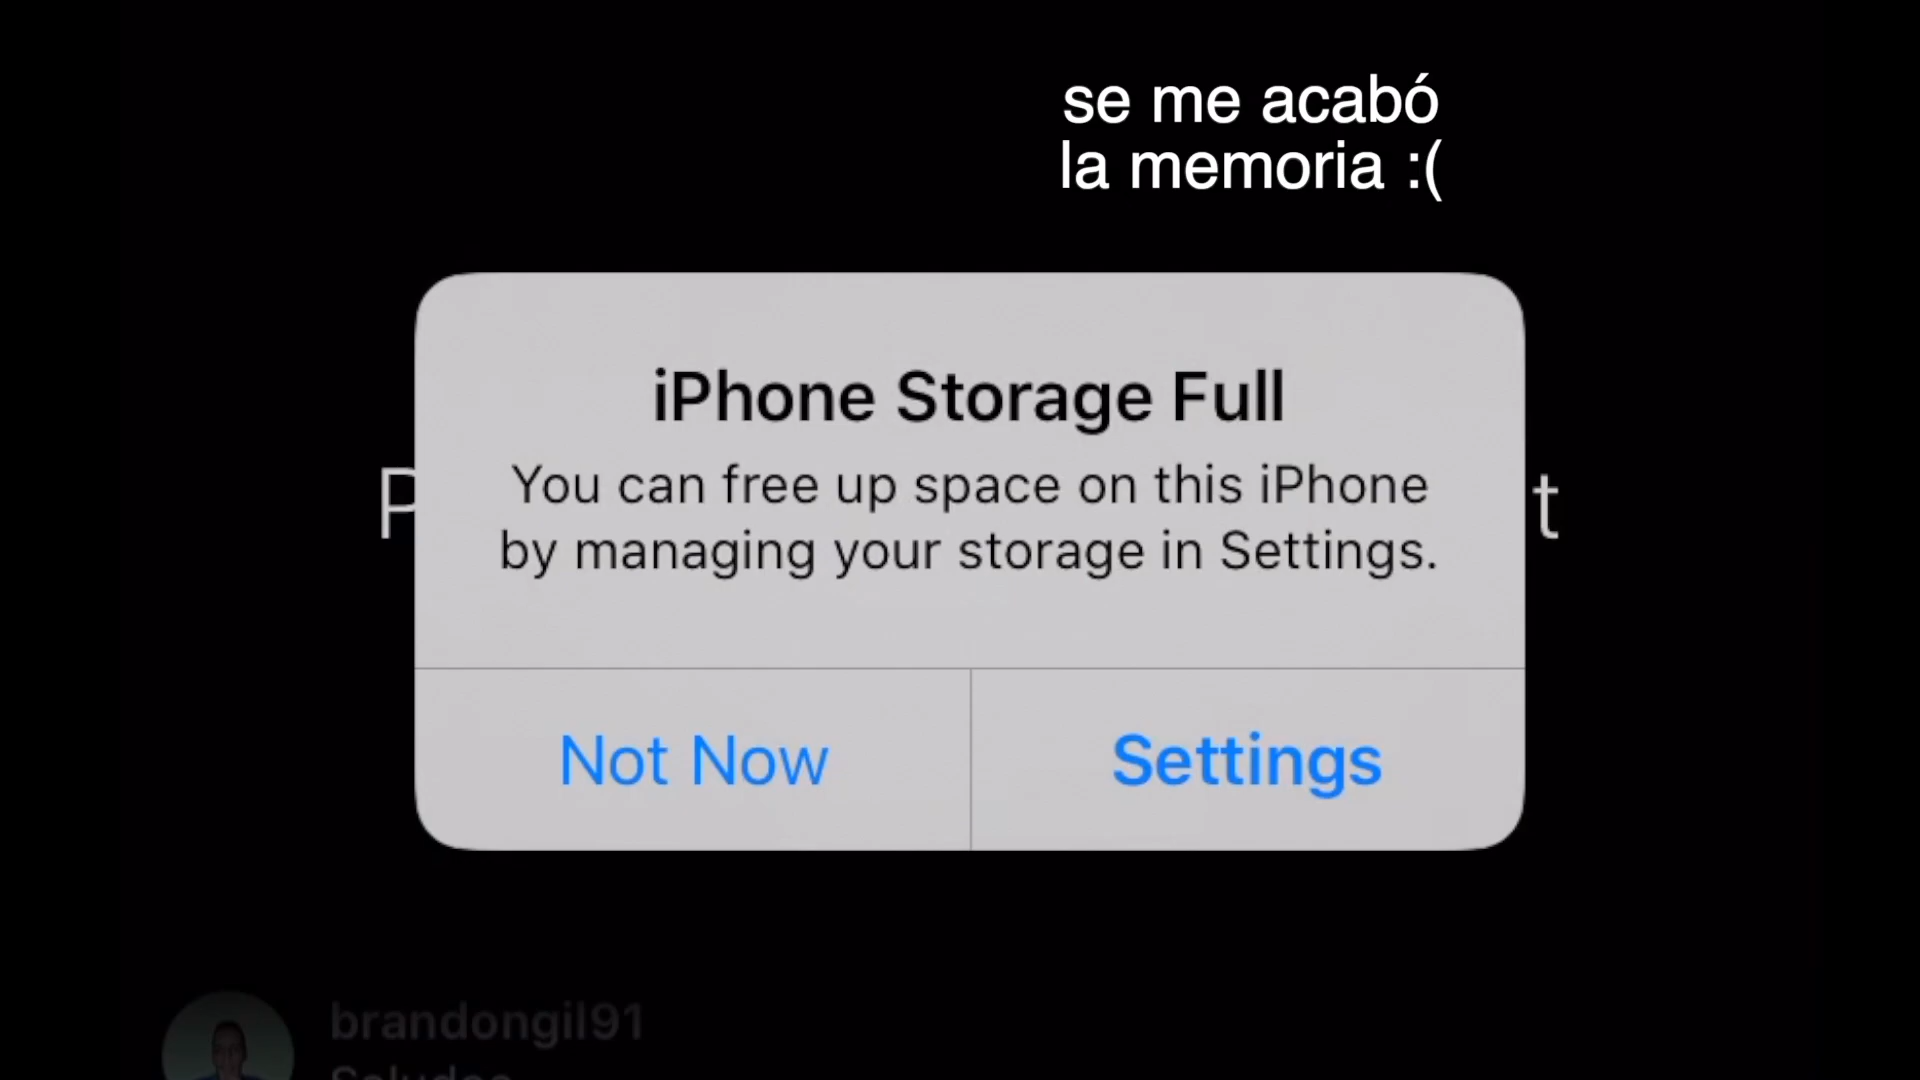 se me acabó
la memoria :(
iPhone Storage Full
You can free up space on this iPhone
by managing your storage in Settings.
Not Now
Settings
brandongil91